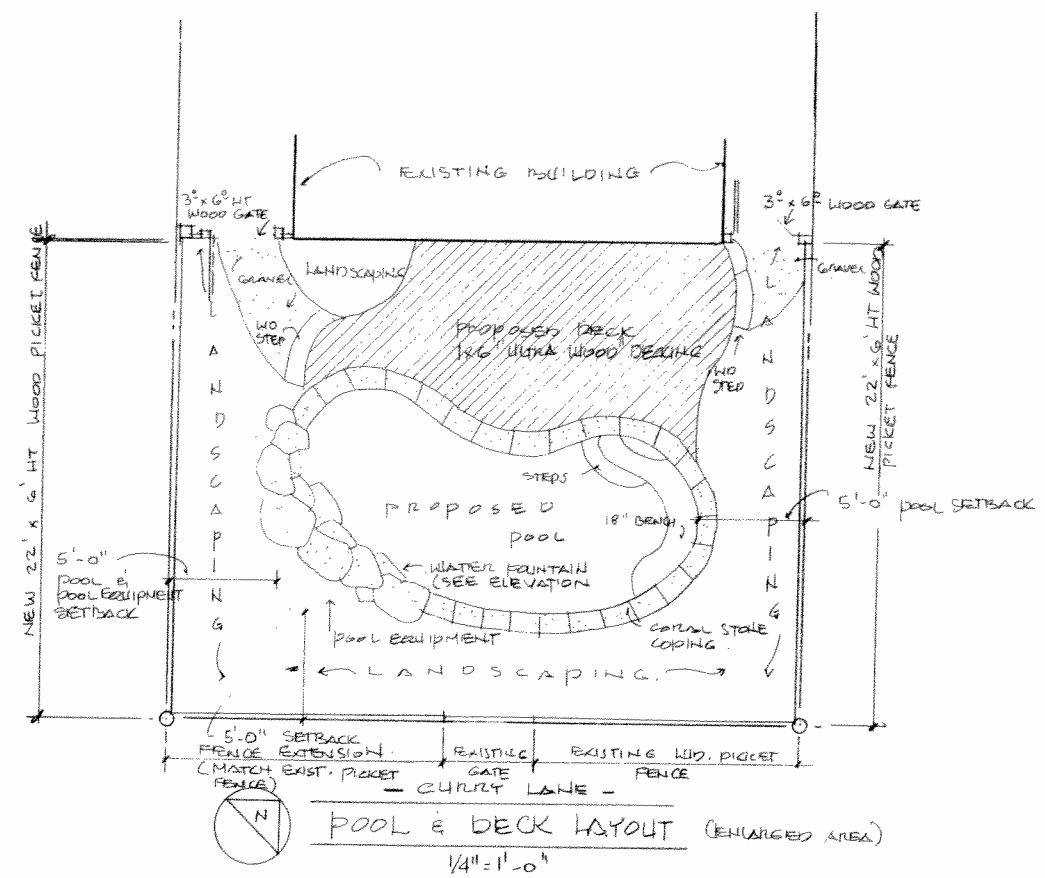 EXISTING BUILDING
3° x 6° HT
WOOD GATE
3° x 6° WOOD GATE
GRAVEL
LANDSCAPING
GRAVEL
WD
STEP
PROPOSED DECK
1x6" ULTRA WOOD DECKING
WD
STEP
LANDSCAPING
LANDSCAPING
NEW 22' x 6' HT WOOD PICKET FENCE
NEW 22' x 6' HT WOOD
PICKET FENCE
STEPS
PROPOSED
POOL
18" BENCH
5'-0" POOL SETBACK
5'-0"
POOL &
POOL EQUIPMENT
SETBACK
WATER FOUNTAIN
(SEE ELEVATION
POOL EQUIPMENT
CORAL STONE
COPING
LANDSCAPING.
5'-0" SETBACK
FENCE EXTENSION.
(MATCH EXIST. PICKET
FENCE)
EXISTING
GATE
EXISTING WD. PICKET
FENCE
- CURRY LANE -
N
POOL & DECK LAYOUT (ENLARGED AREA)
1/4" = 1'-0"